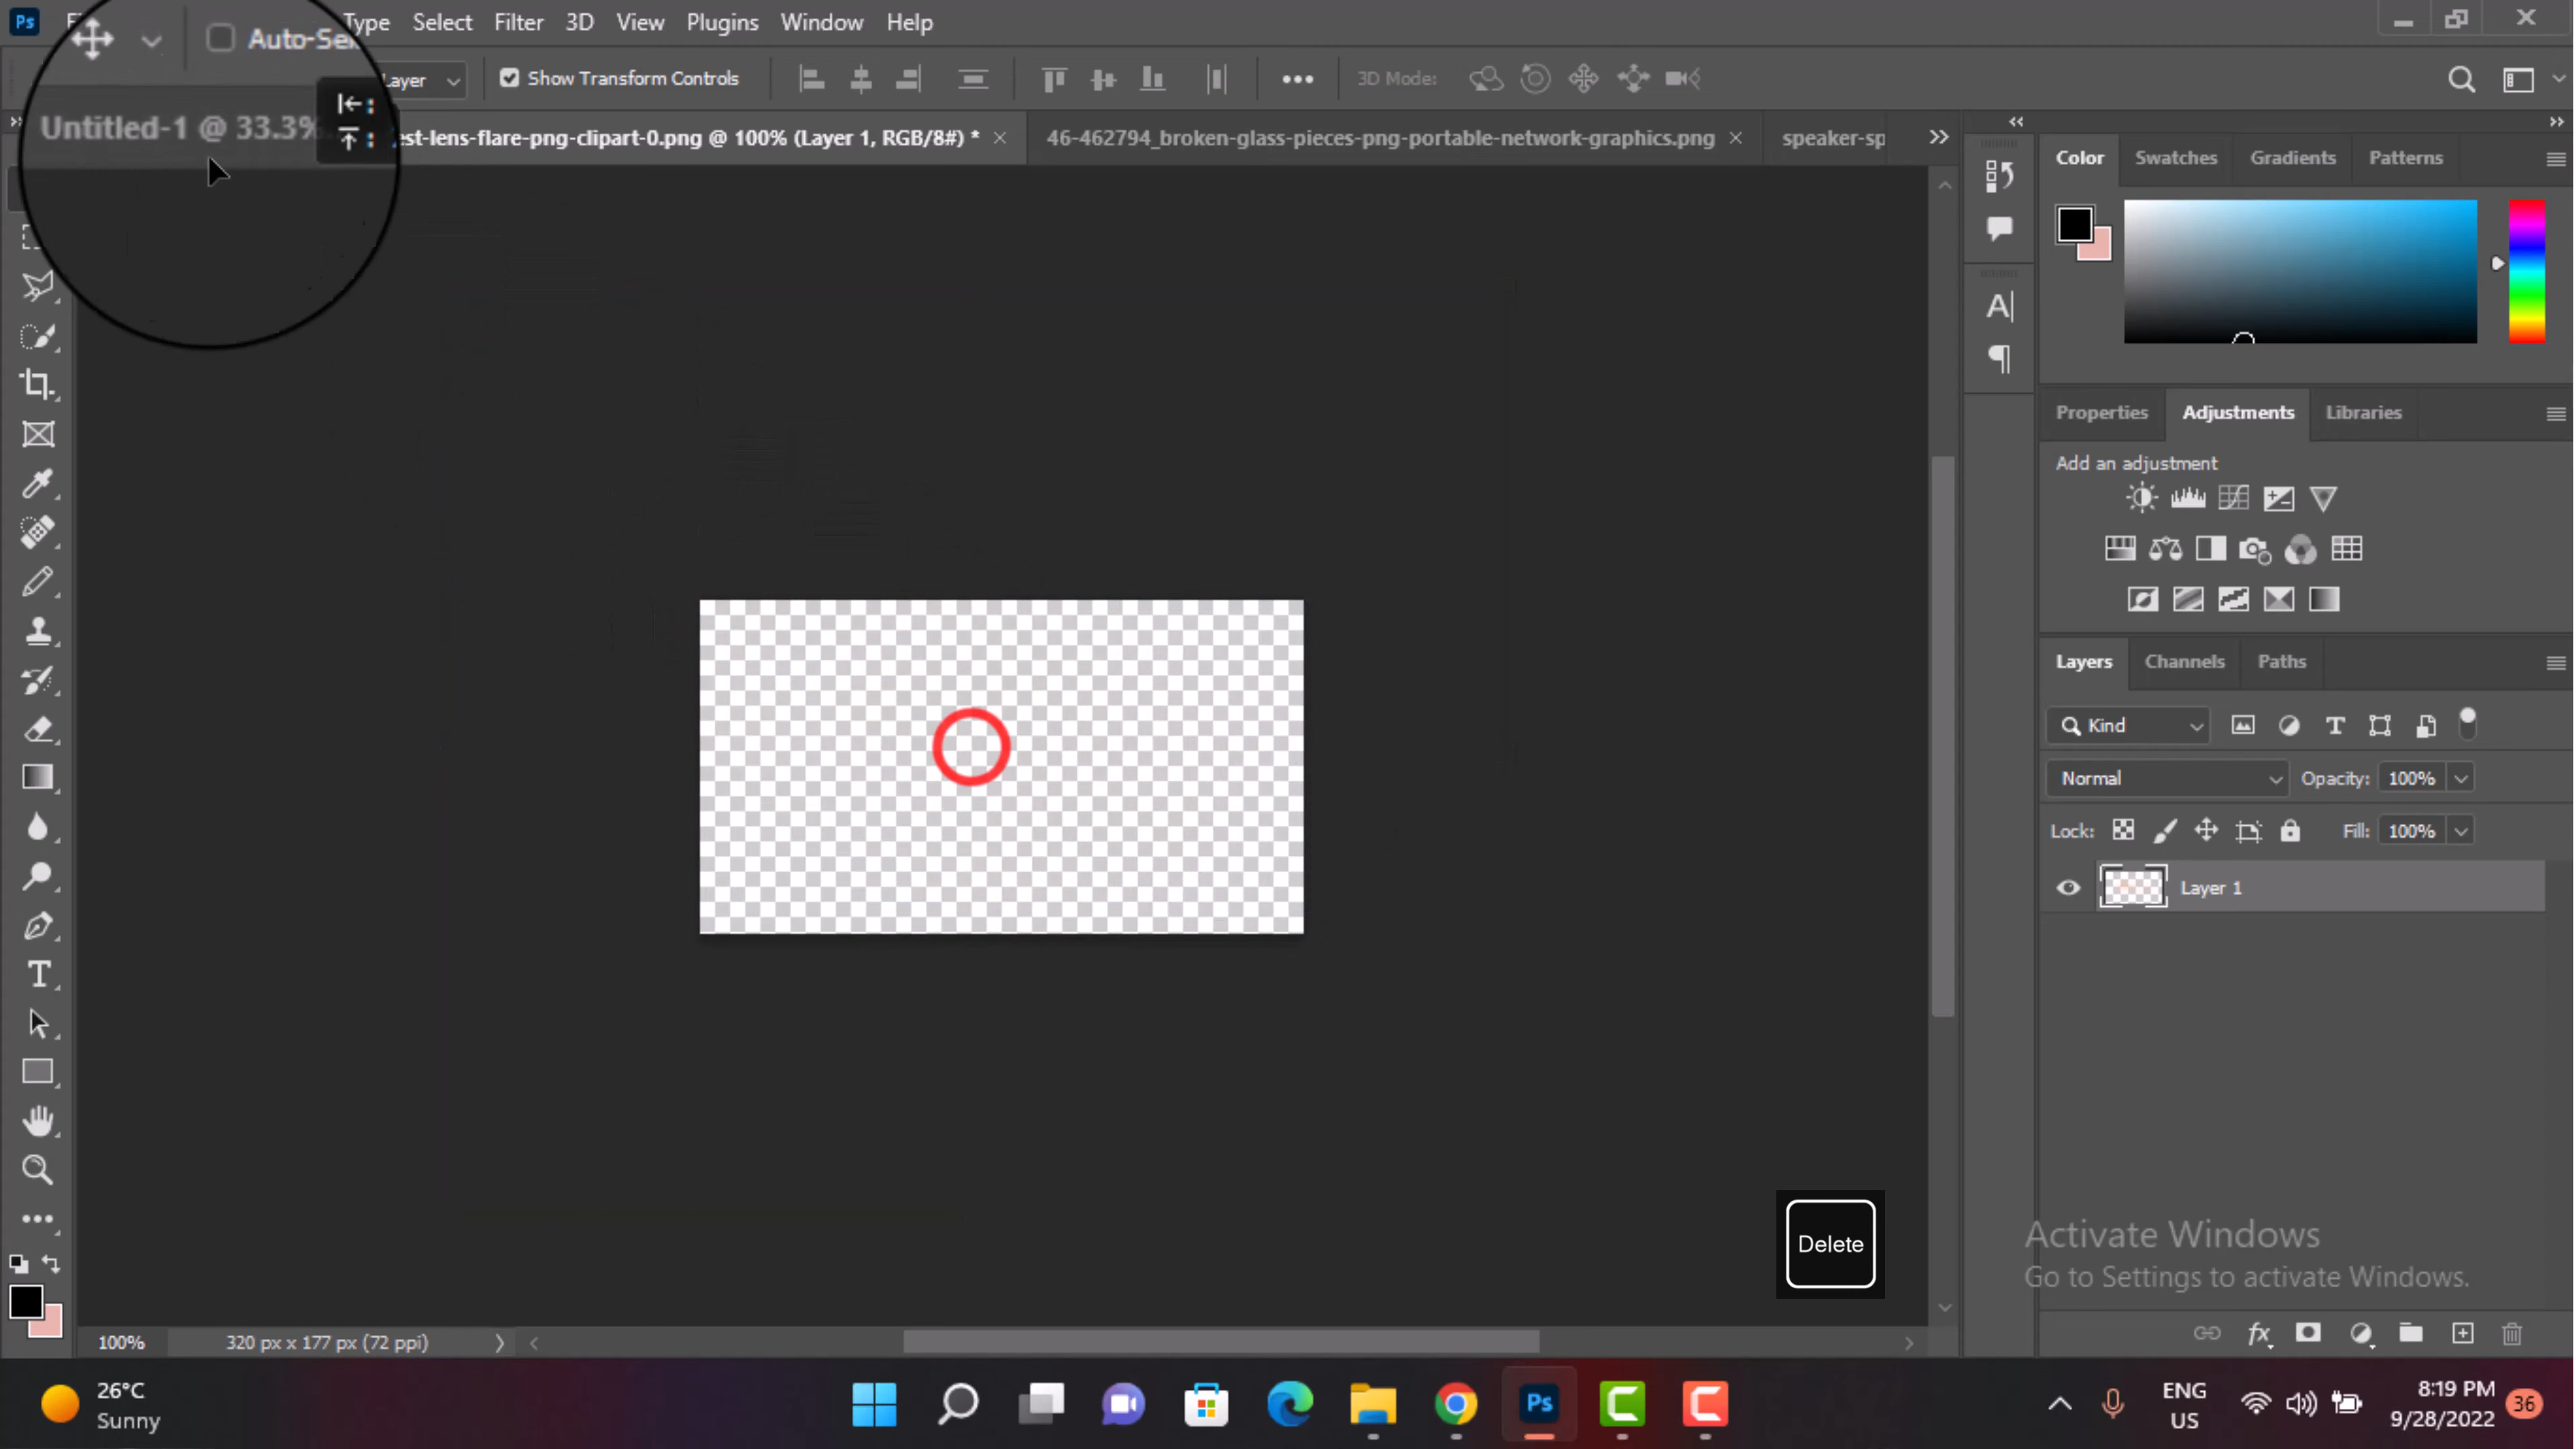 Ps Type Select Filter 3D View Plugins Window Help
Auto-Se Layer Show Transform Controls 3D Mode:
Untitled-1 @ 33.3% est-lens-flare-png-clipart-0.png @ 100% (Layer 1, RGB/8#) * 46-462794_broken-glass-pieces-png-portable-network-graphics.png speaker-sp
Color Swatches Gradients Patterns
Properties Adjustments Libraries
Add an adjustment
Layers Channels Paths
Kind
Normal Opacity: 100%
Lock: Fill: 100%
Layer 1
Delete
Activate Windows
Go to Settings to activate Windows.
100% 320 px x 177 px (72 ppi)
26°C
Sunny
Ps
ENG
US
8:19 PM
9/28/2022
36